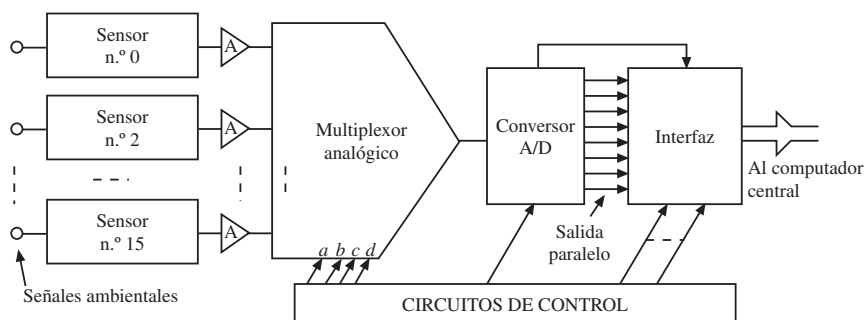 Sensor
n.º 0
A
Sensor
n.º 2
A
Sensor
n.º 15
A
Señales ambientales
Multiplexor
analógico
a b c d
Conversor
A/D
Salida
paralelo
Interfaz
Al computador
central
CIRCUITOS DE CONTROL